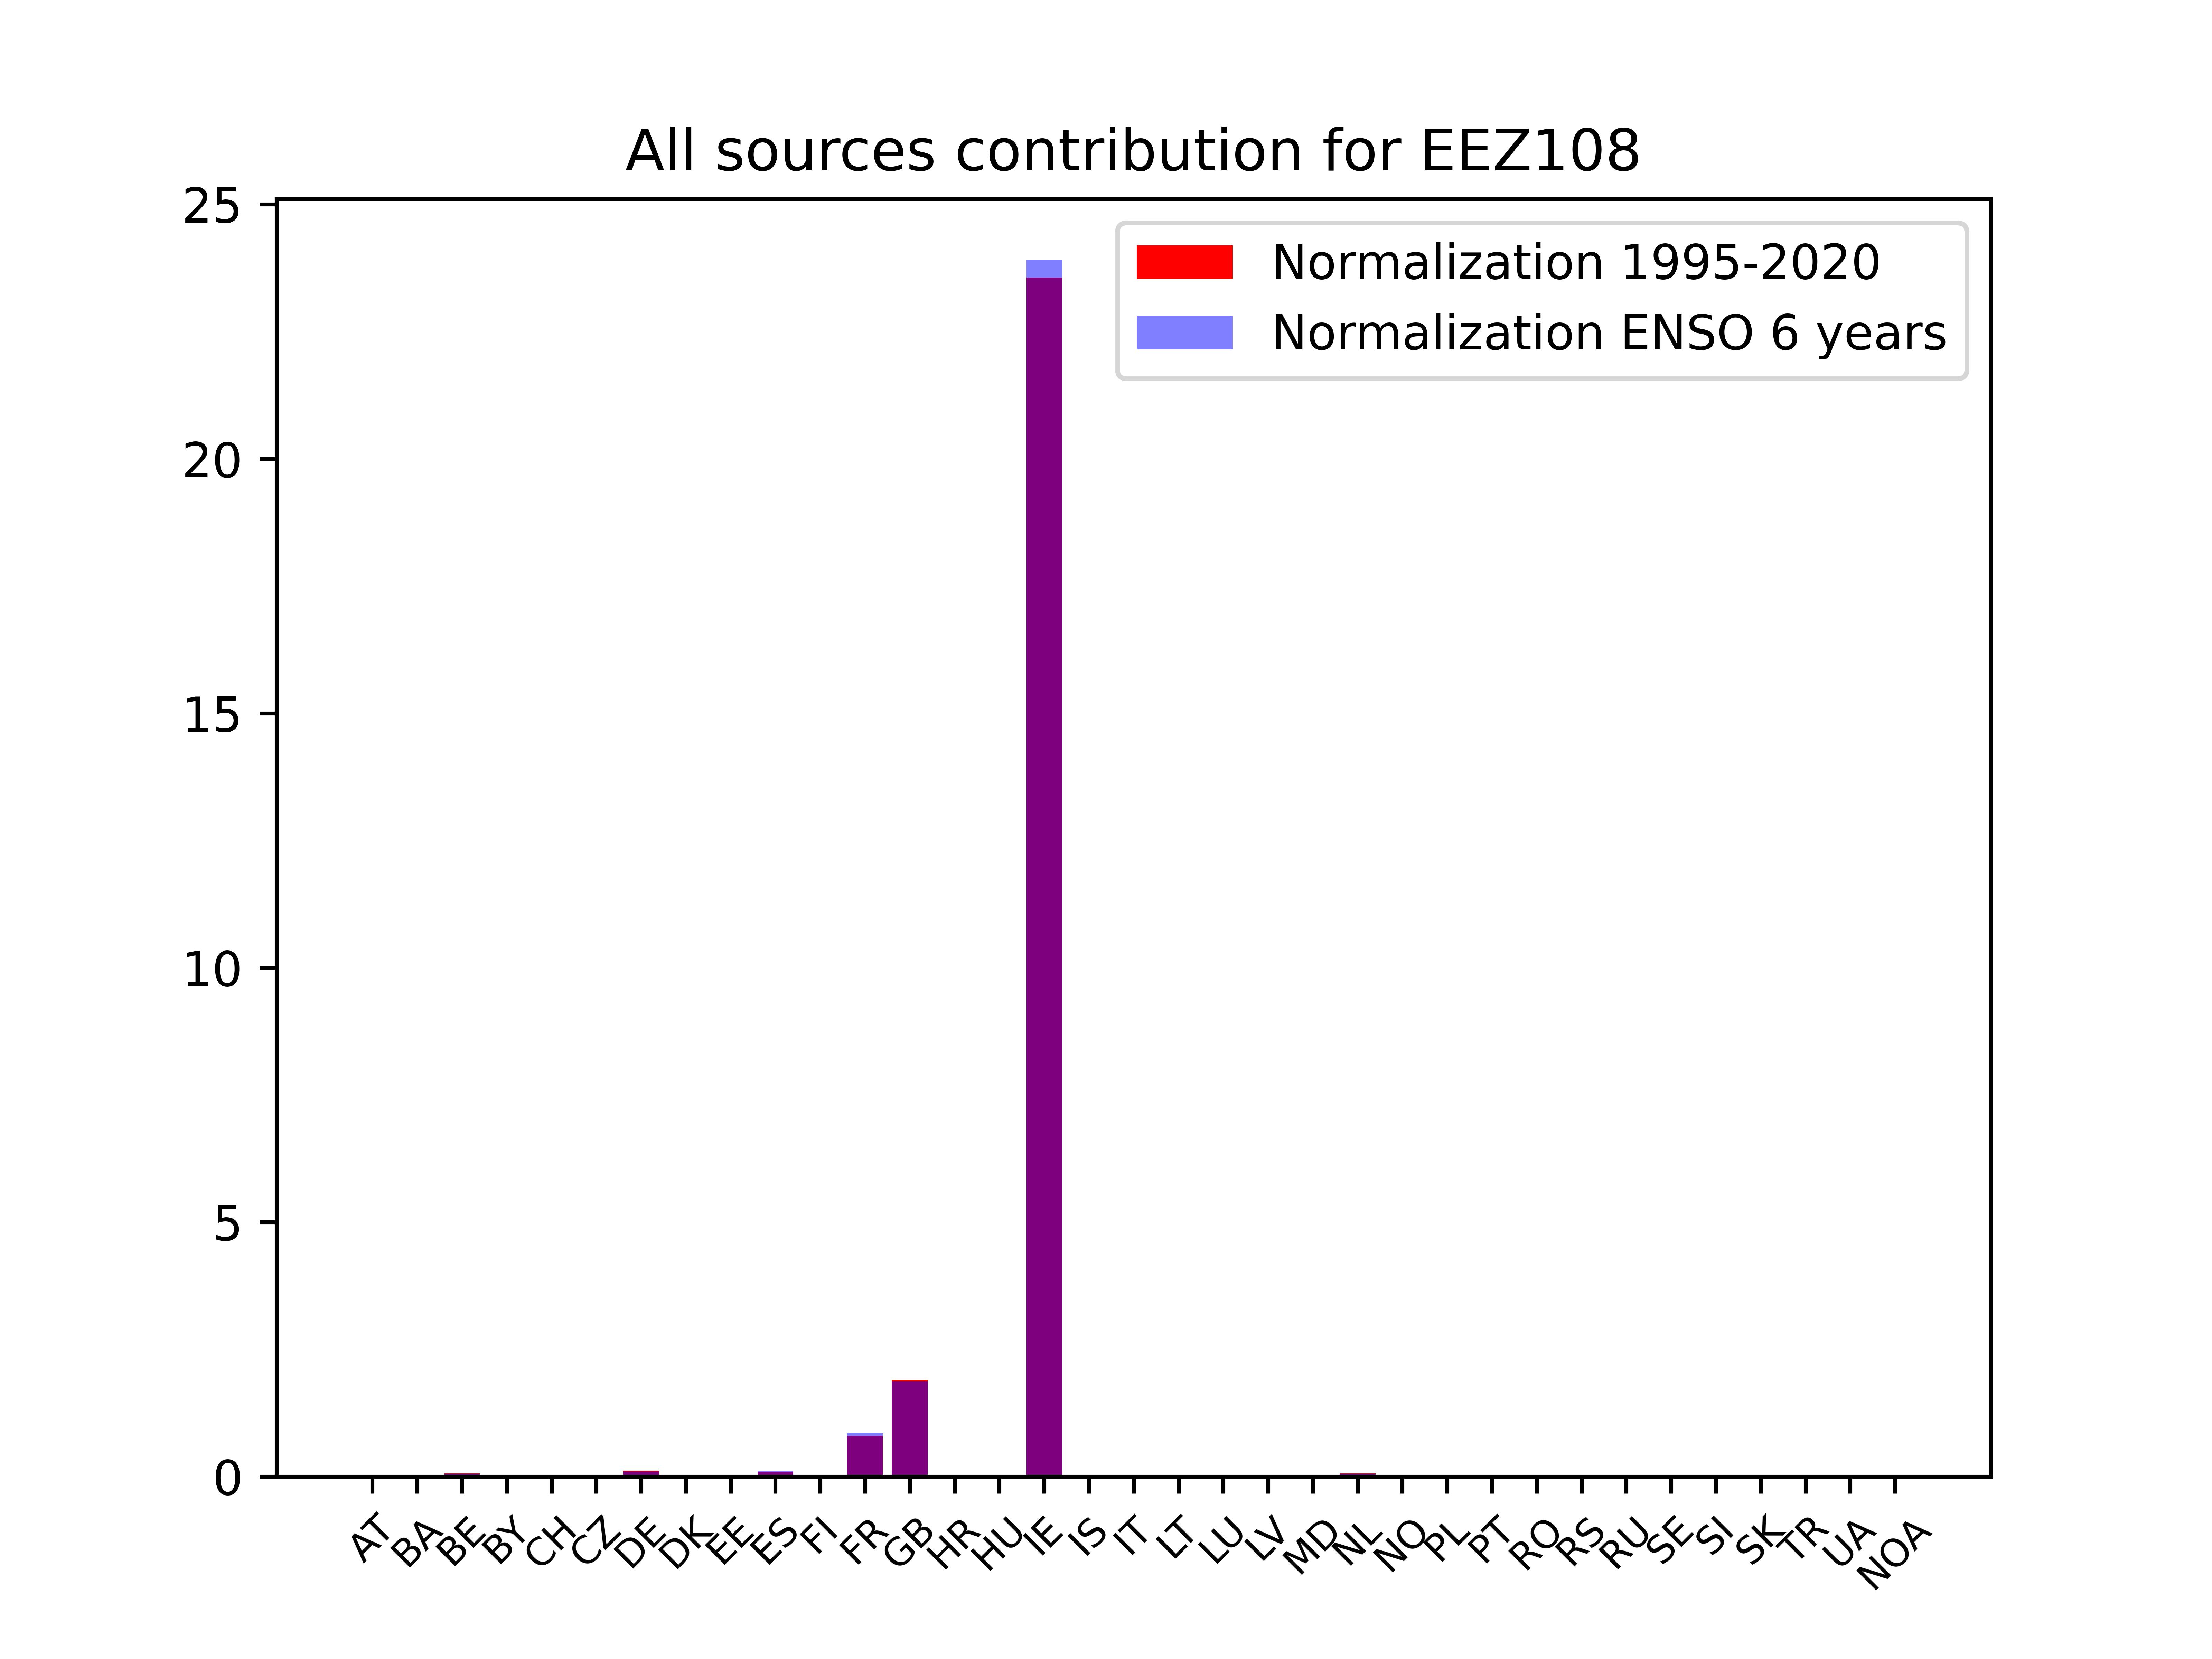 All sources contribution for EEZ108
25
20
15
10
5
0
Normalization 1995-2020
Normalization ENSO 6 years
AT BA BE BY CH CZ DE DK EE ES FI FR GB HR HU IE IS IT LT LU LV MD NL NO PL PT RO RS RU SE SI SK TR UA NOA